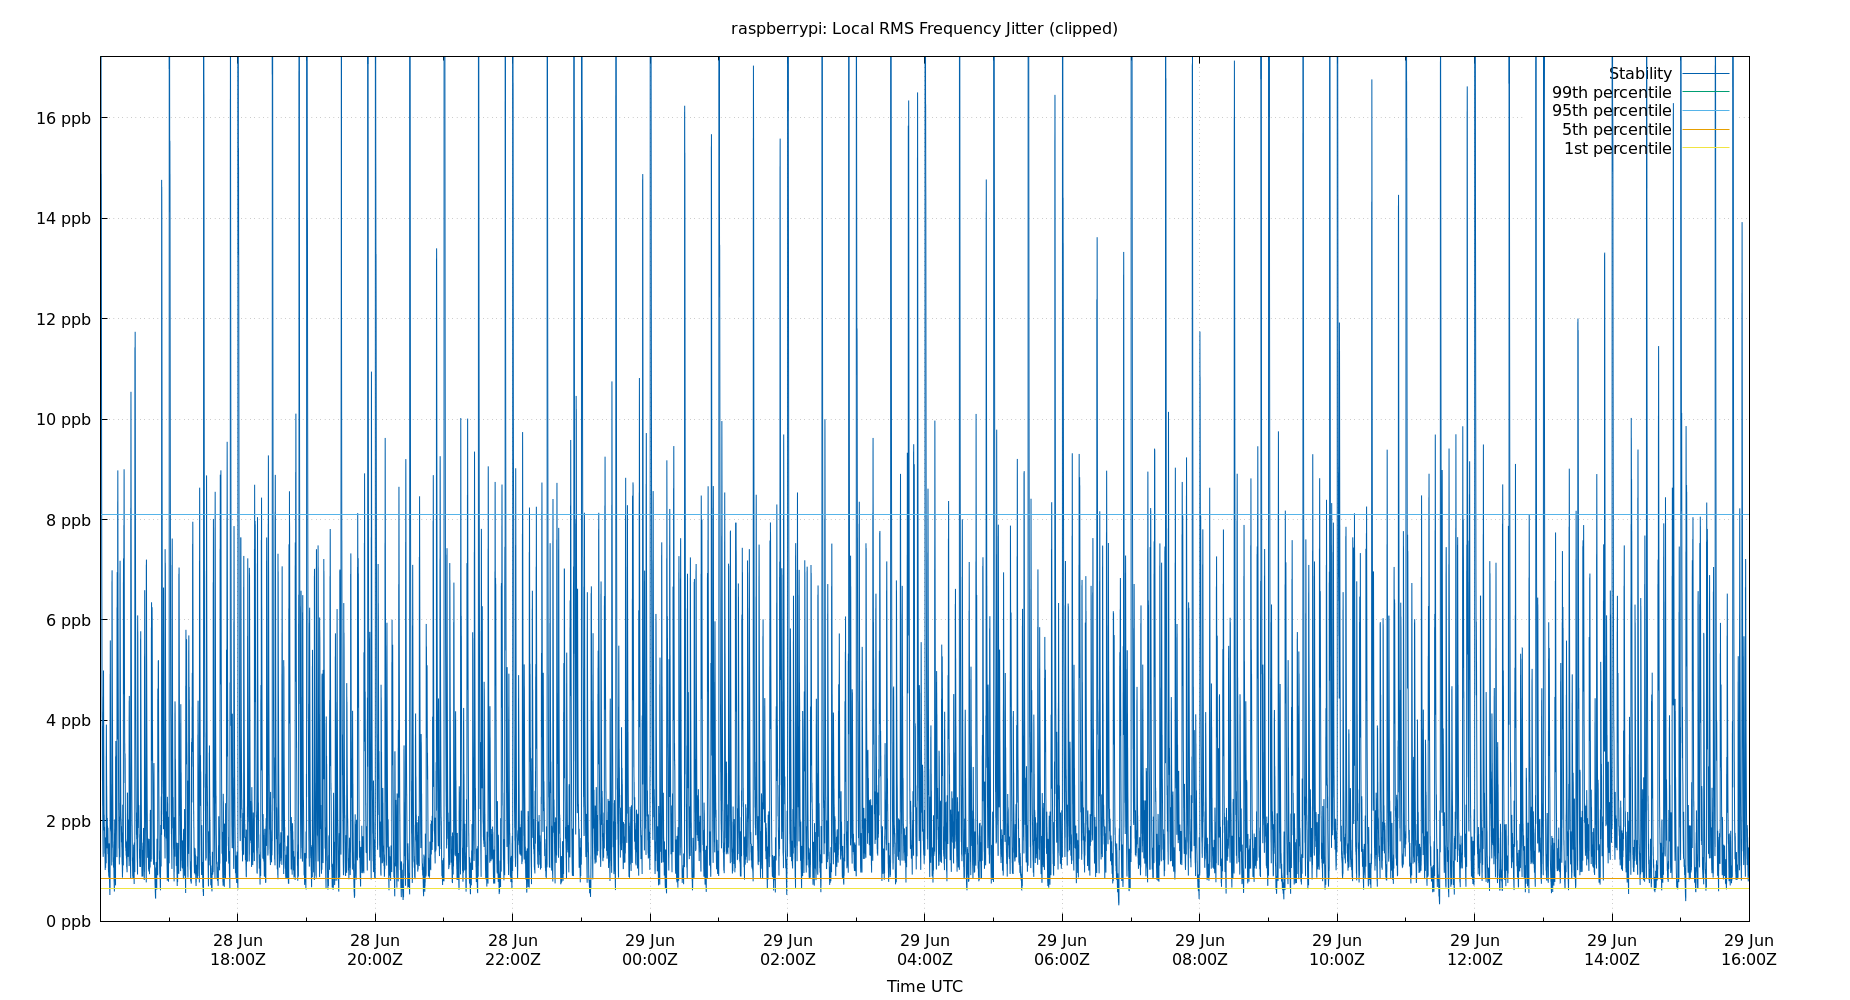 raspberrypi: Local RMS Frequency Jitter (clipped)
Stability
99th percentile
95th percentile
5th percentile
1st percentile
16 ppb
14 ppb
12 ppb
10 ppb
8 ppb
6 ppb
4 ppb
2 ppb
0 ppb
28 Jun 28 Jun 28 Jun 29 Jun 29 Jun 29 Jun 29 Jun 29 Jun 29 Jun 29 Jun 29 Jun 29 Jun
18:00Z 20:00Z 22:00Z 00:00Z 02:00Z 04:00Z 06:00Z 08:00Z 10:00Z 12:00Z 14:00Z 16:00Z
Time UTC